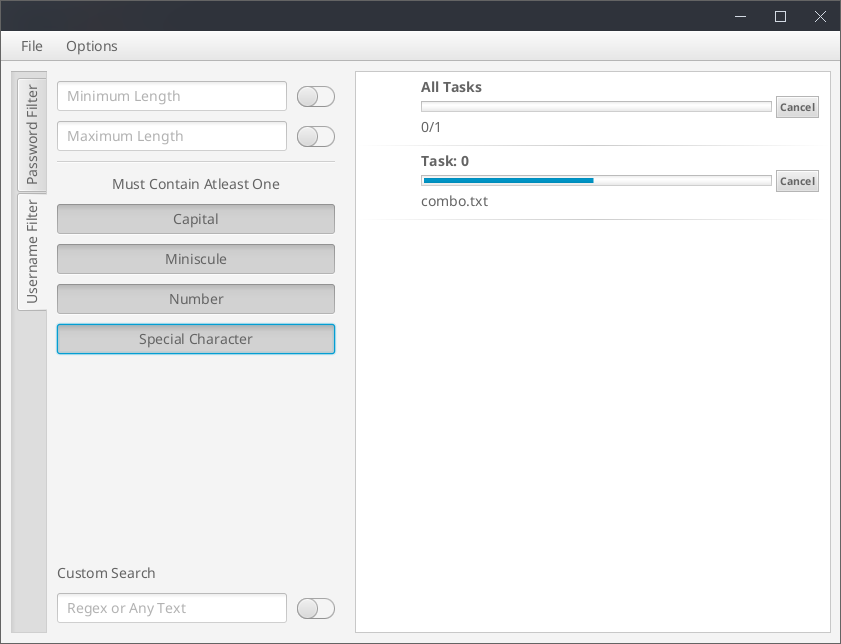 File Options
Password Filter
Username Filter
Minimum Length
Maximum Length
Must Contain Atleast One
Capital
Miniscule
Number
Special Character
Custom Search
Regex or Any Text
All Tasks
Cancel
0/1
Task: 0
Cancel
combo.txt